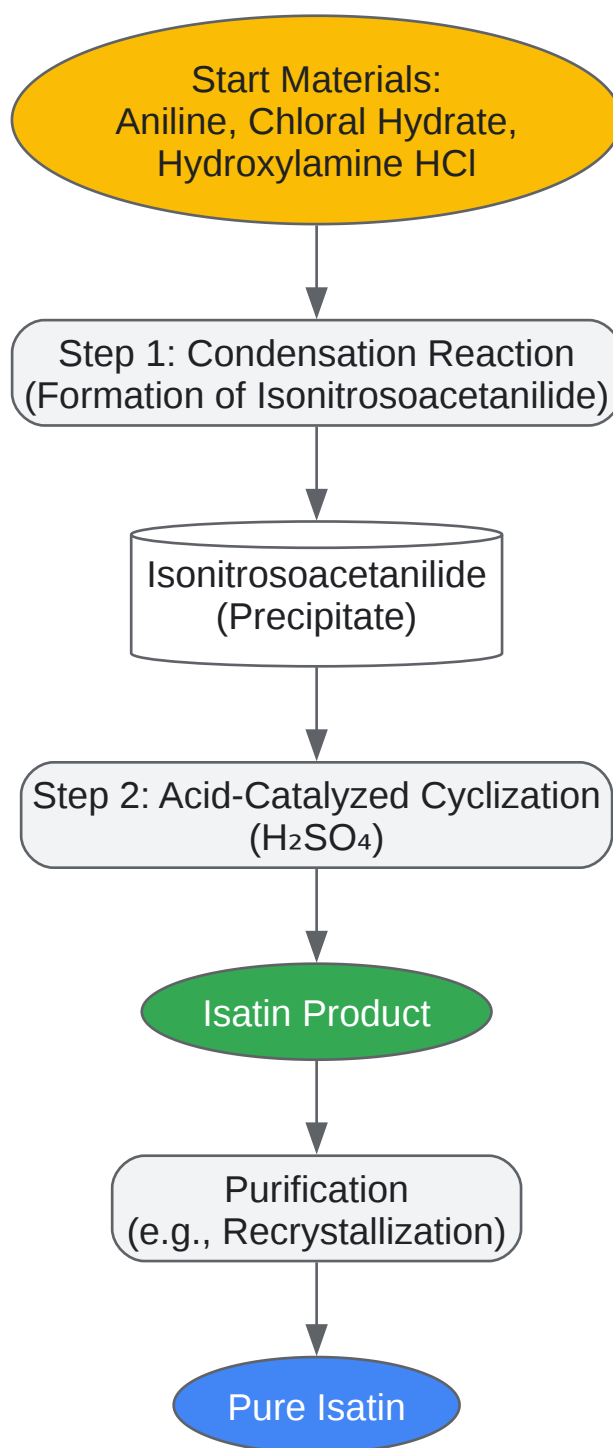 Start Materials:
Aniline, Chloral Hydrate,
Hydroxylamine HCl
Step 1: Condensation Reaction
(Formation of Isonitrosoacetanilide)
Isonitrosoacetanilide
(Precipitate)
Step 2: Acid-Catalyzed Cyclization
(H₂SO₄)
Isatin Product
Purification
(e.g., Recrystallization)
Pure Isatin